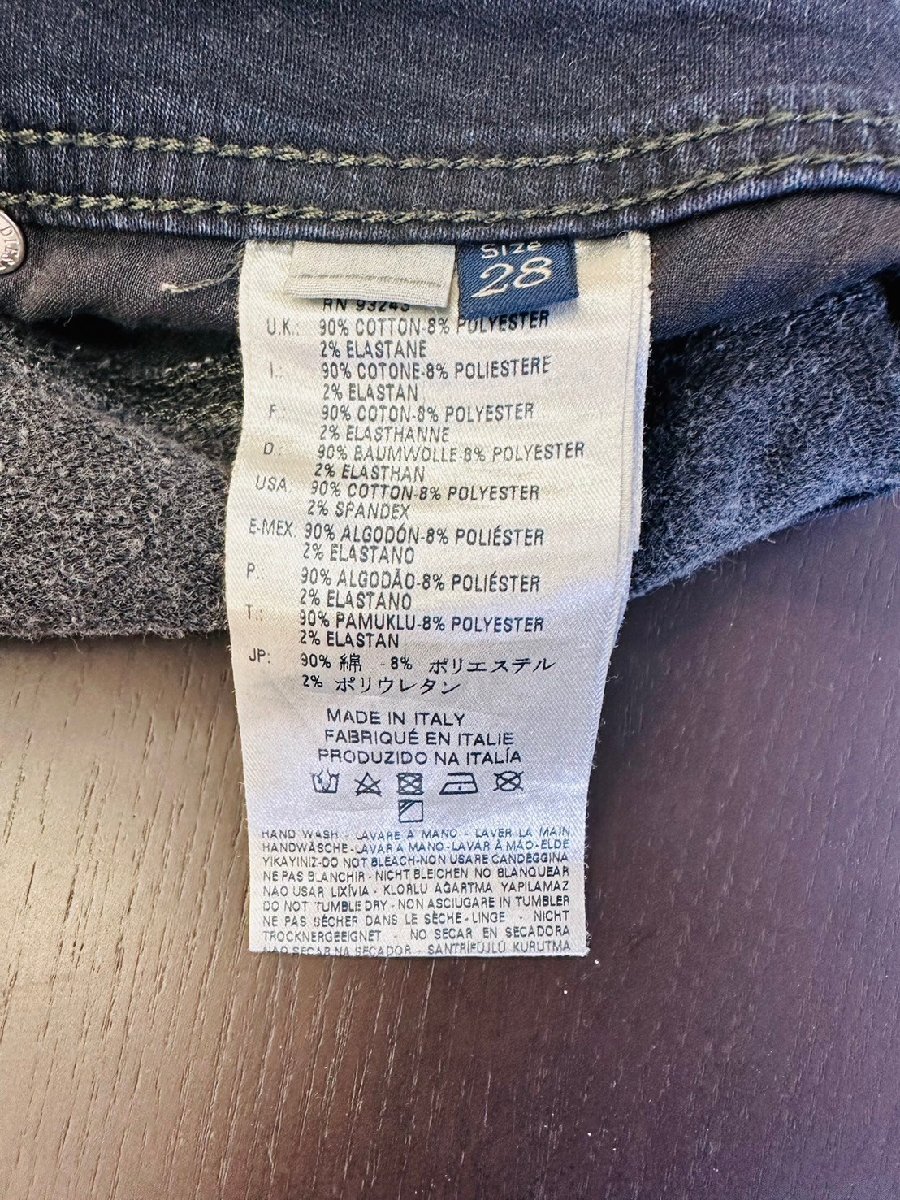 Size
28
RN 93243
U.K.: 90% COTTON-8% POLYESTER
2% ELASTANE
I.: 90% COTONE-8% POLIESTERE
2% ELASTAN
F.: 90% COTON-8% POLYESTER
2% ELASTHANNE
D.: 90% BAUMWOLLE-8% POLYESTER
2% ELASTHAN
USA: 90% COTTON-8% POLYESTER
2% SPANDEX
E-MEX. 90% ALGODÓN-8% POLIÉSTER
2% ELASTANO
P.: 90% ALGODÃO-8% POLIÉSTER
2% ELASTANO
T.: 90% PAMUKLU-8% POLYESTER
2% ELASTAN
JP: 90% 綿 -8% ポリエステル
2% ポリウレタン
MADE IN ITALY
FABRIQUÉ EN ITALIE
PRODUZIDO NA ITALÍA
HAND WASH - LAVARE A MANO - LAVER LA MAIN
HANDWÄSCHE-LAVAR A MANO-LAVAR Á MÃO-ELDE
YIKAYINIZ-DO NOT BLEACH-NON USARE CANDEGGINA
NE PAS BLANCHIR - NICHT BLEICHEN NO BLANQUEAR
NAO USAR LIXÍVIA - KLORLU AĞARTMA YAPILAMAZ
DO NOT TUMBLE DRY - NON ASCIUGARE IN TUMBLER
NE PAS SÉCHER DANS LE SÈCHE-LINGE - NICHT
TROCKNERGEEIGNET - NO SECAR EN SECADORA
NÃO SECAR NA SECADOR - SANTRİFÜJLÜ KURUTMA